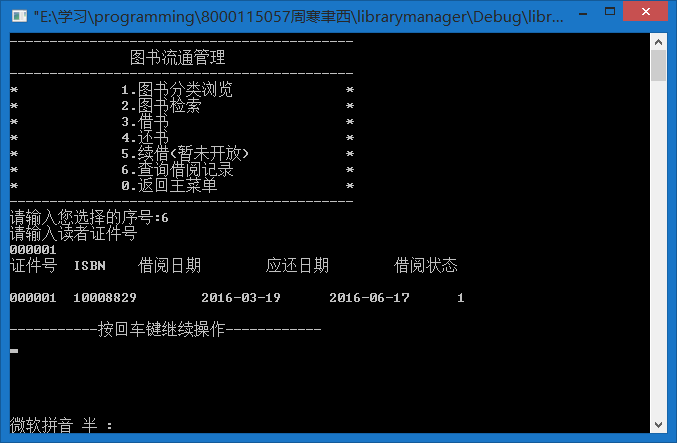 "E:\学习\programming\8000115057周寒聿西\librarymanager\Debug\libr...
-------------------------------------------
图书流通管理
-------------------------------------------
* 1.图书分类浏览 *
* 2.图书检索 *
* 3.借书 *
* 4.还书 *
* 5.续借(暂未开放) *
* 6.查询借阅记录 *
* 0.返回主菜单 *
-------------------------------------------
请输入您选择的序号:6
请输入读者证件号
000001
证件号 ISBN 借阅日期 应还日期 借阅状态
000001 10008829 2016-03-19 2016-06-17 1
-----------按回车键继续操作------------
微软拼音 半 :